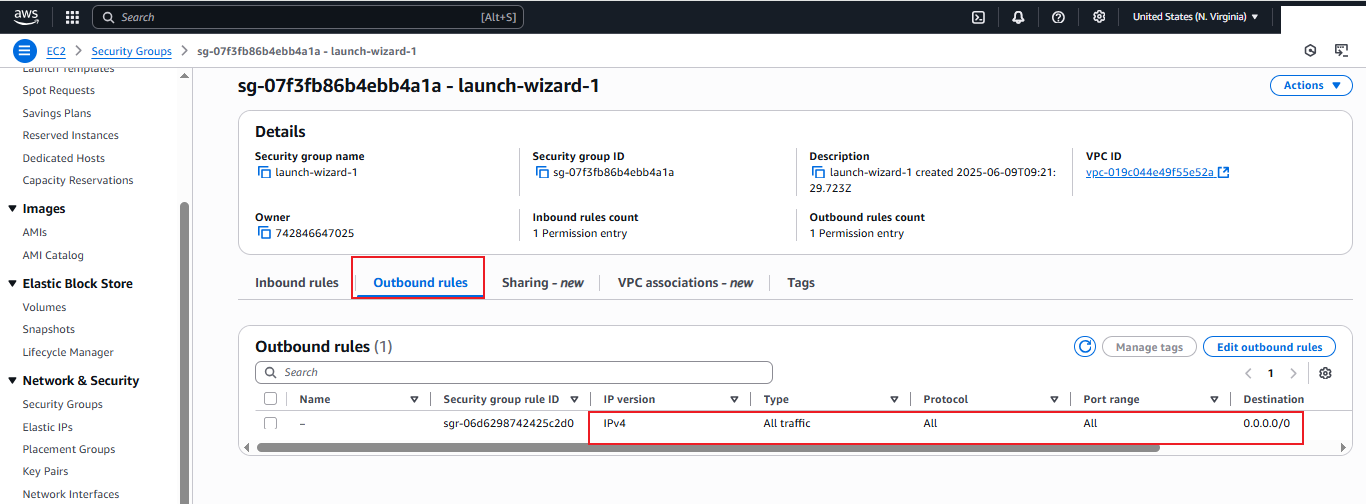 aws Search [Alt+S] United States (N. Virginia)
EC2 > Security Groups > sg-07f3fb86b4ebb4a1a - launch-wizard-1
Launch Templates
Spot Requests
Savings Plans
Reserved Instances
Dedicated Hosts
Capacity Reservations
Images
AMIs
AMI Catalog
Elastic Block Store
Volumes
Snapshots
Lifecycle Manager
Network & Security
Security Groups
Elastic IPs
Placement Groups
Key Pairs
Network Interfaces
sg-07f3fb86b4ebb4a1a - launch-wizard-1 Actions
Details
Security group name Security group ID Description VPC ID
launch-wizard-1 sg-07f3fb86b4ebb4a1a launch-wizard-1 created 2025-06-09T09:21: vpc-019c044e49f55e52a
29.723Z
Owner Inbound rules count Outbound rules count
742846647025 1 Permission entry 1 Permission entry
Inbound rules Outbound rules Sharing - new VPC associations - new Tags
Outbound rules (1) Manage tags Edit outbound rules
Search 1
Name Security group rule ID IP version Type Protocol Port range Destination
– sgr-06d6298742425c2d0 IPv4 All traffic All All 0.0.0.0/0